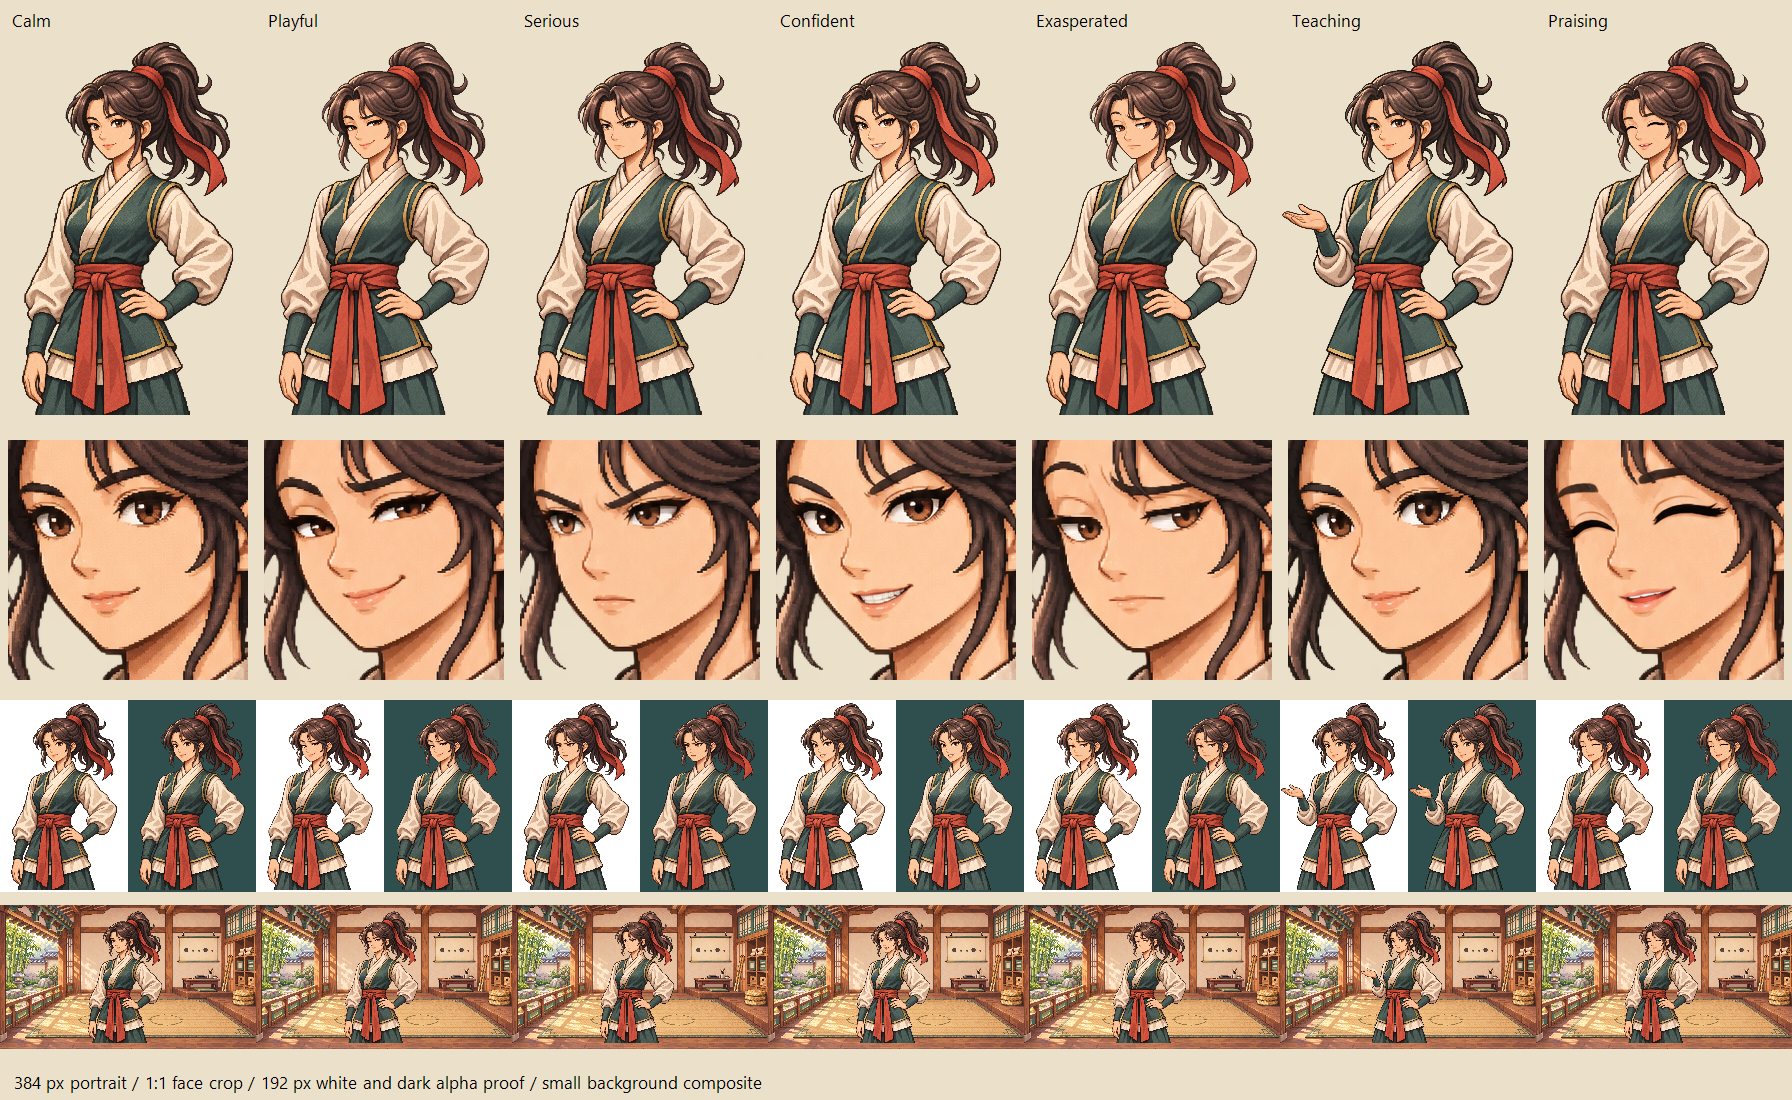 Calm
Playful
Serious
Confident
Exasperated
Teaching
Praising
384 px portrait / 1:1 face crop / 192 px white and dark alpha proof / small background composite